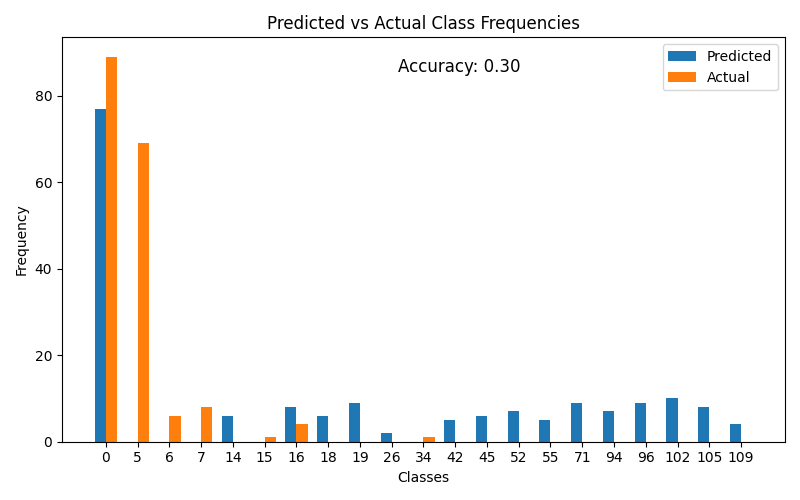 Predicted vs Actual Class Frequencies
Accuracy: 0.30
Predicted
Actual
Frequency
80
60
40
20
0
0 5 6 7 14 15 16 18 19 26 34 42 45 52 55 71 94 96 102 105 109
Classes